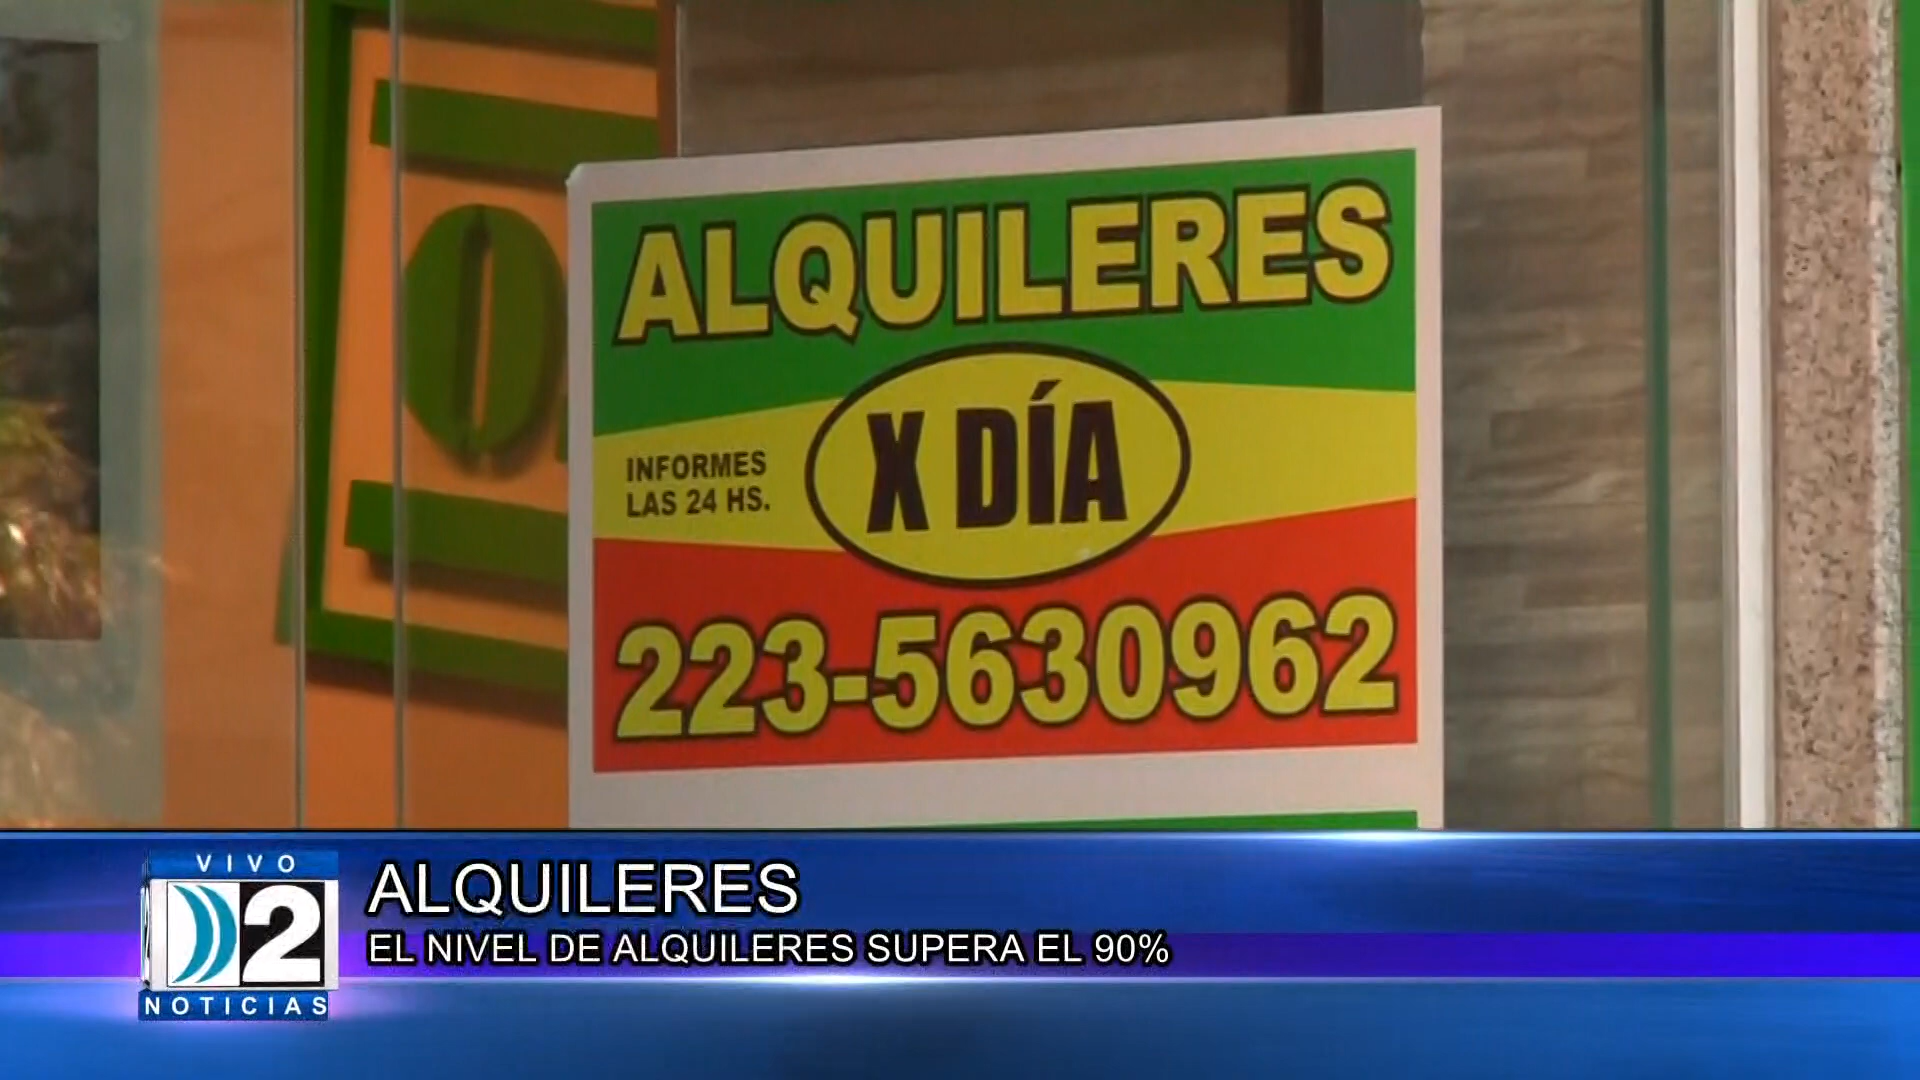 ALQUILERES
X DÍA
INFORMES
LAS 24 HS.
223-5630962
VIVO
2
NOTICIAS
ALQUILERES
EL NIVEL DE ALQUILERES SUPERA EL 90%